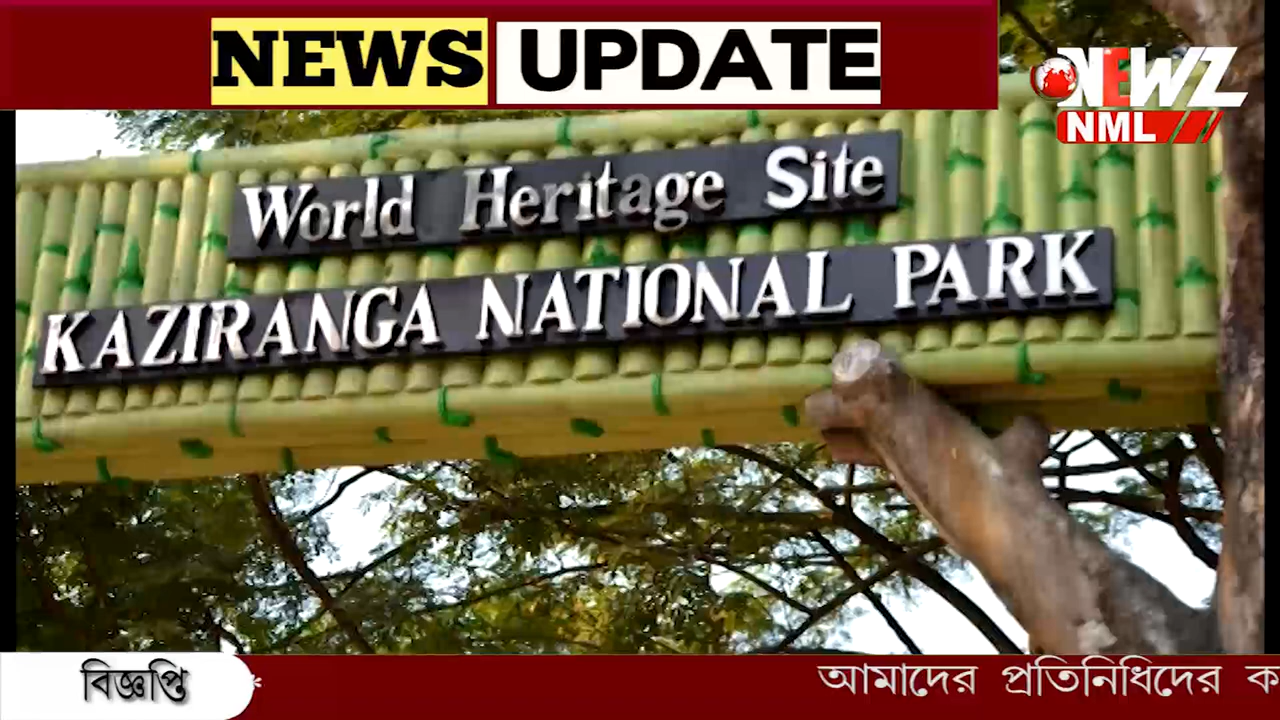 NEWS UPDATE
NEWZ
NML
World Heritage Site
KAZIRANGA NATIONAL PARK
বিজ্ঞপ্তি
আমাদের প্রতিনিধিদের ক